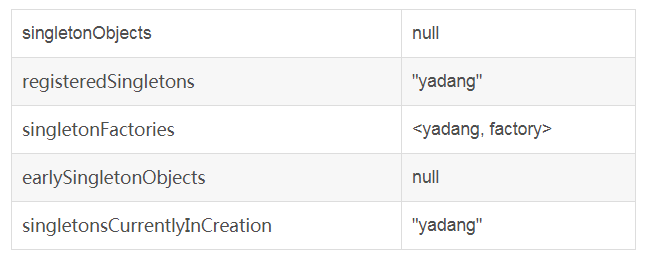 singletonObjects null
registeredSingletons "yadang"
singletonFactories <yadang, factory>
earlySingletonObjects null
singletonsCurrentlyInCreation "yadang"